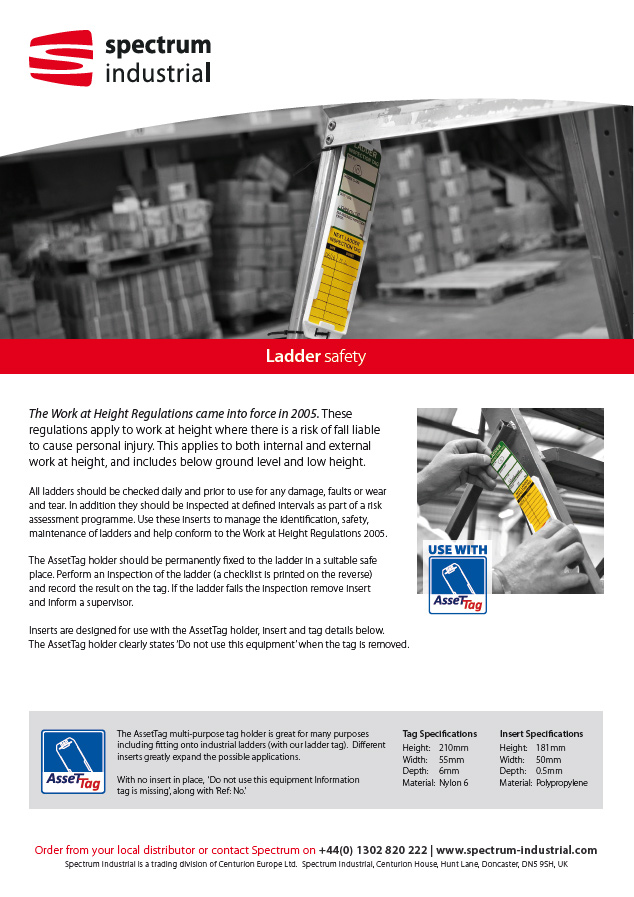 spectrum
industrial
LADDER
INSPECTION TAG
NEXT LADDER
INSPECTION TAG
Ladder safety
The Work at Height Regulations came into force in 2005. These
regulations apply to work at height where there is a risk of fall liable
to cause personal injury. This applies to both internal and external
work at height, and includes below ground level and low height.
All ladders should be checked daily and prior to use for any damage, faults or wear
and tear. In addition they should be inspected at defined intervals as part of a risk
assessment programme. Use these inserts to manage the identification, safety,
maintenance of ladders and help conform to the Work at Height Regulations 2005.
The AssetTag holder should be permanently fixed to the ladder in a suitable safe
place. Perform an inspection of the ladder (a checklist is printed on the reverse)
and record the result on the tag. If the ladder fails the inspection remove insert
and inform a supervisor.
Inserts are designed for use with the AssetTag holder, insert and tag details below.
The AssetTag holder clearly states 'Do not use this equipment' when the tag is removed.
USE WITH
AsseT
Tag
AsseT
Tag
The AssetTag multi-purpose tag holder is great for many purposes
including fitting onto industrial ladders (with our ladder tag). Different
inserts greatly expand the possible applications.
With no insert in place, 'Do not use this equipment Information
tag is missing', along with 'Ref: No.'
Tag Specifications
Height: 210mm
Width: 55mm
Depth: 6mm
Material: Nylon 6
Insert Specifications
Height: 181mm
Width: 50mm
Depth: 0.5mm
Material: Polypropylene
Order from your local distributor or contact Spectrum on +44(0) 1302 820 222 | www.spectrum-industrial.com
Spectrum Industrial is a trading division of Centurion Europe Ltd. Spectrum Industrial, Centurion House, Hunt Lane, Doncaster, DN5 9SH, UK